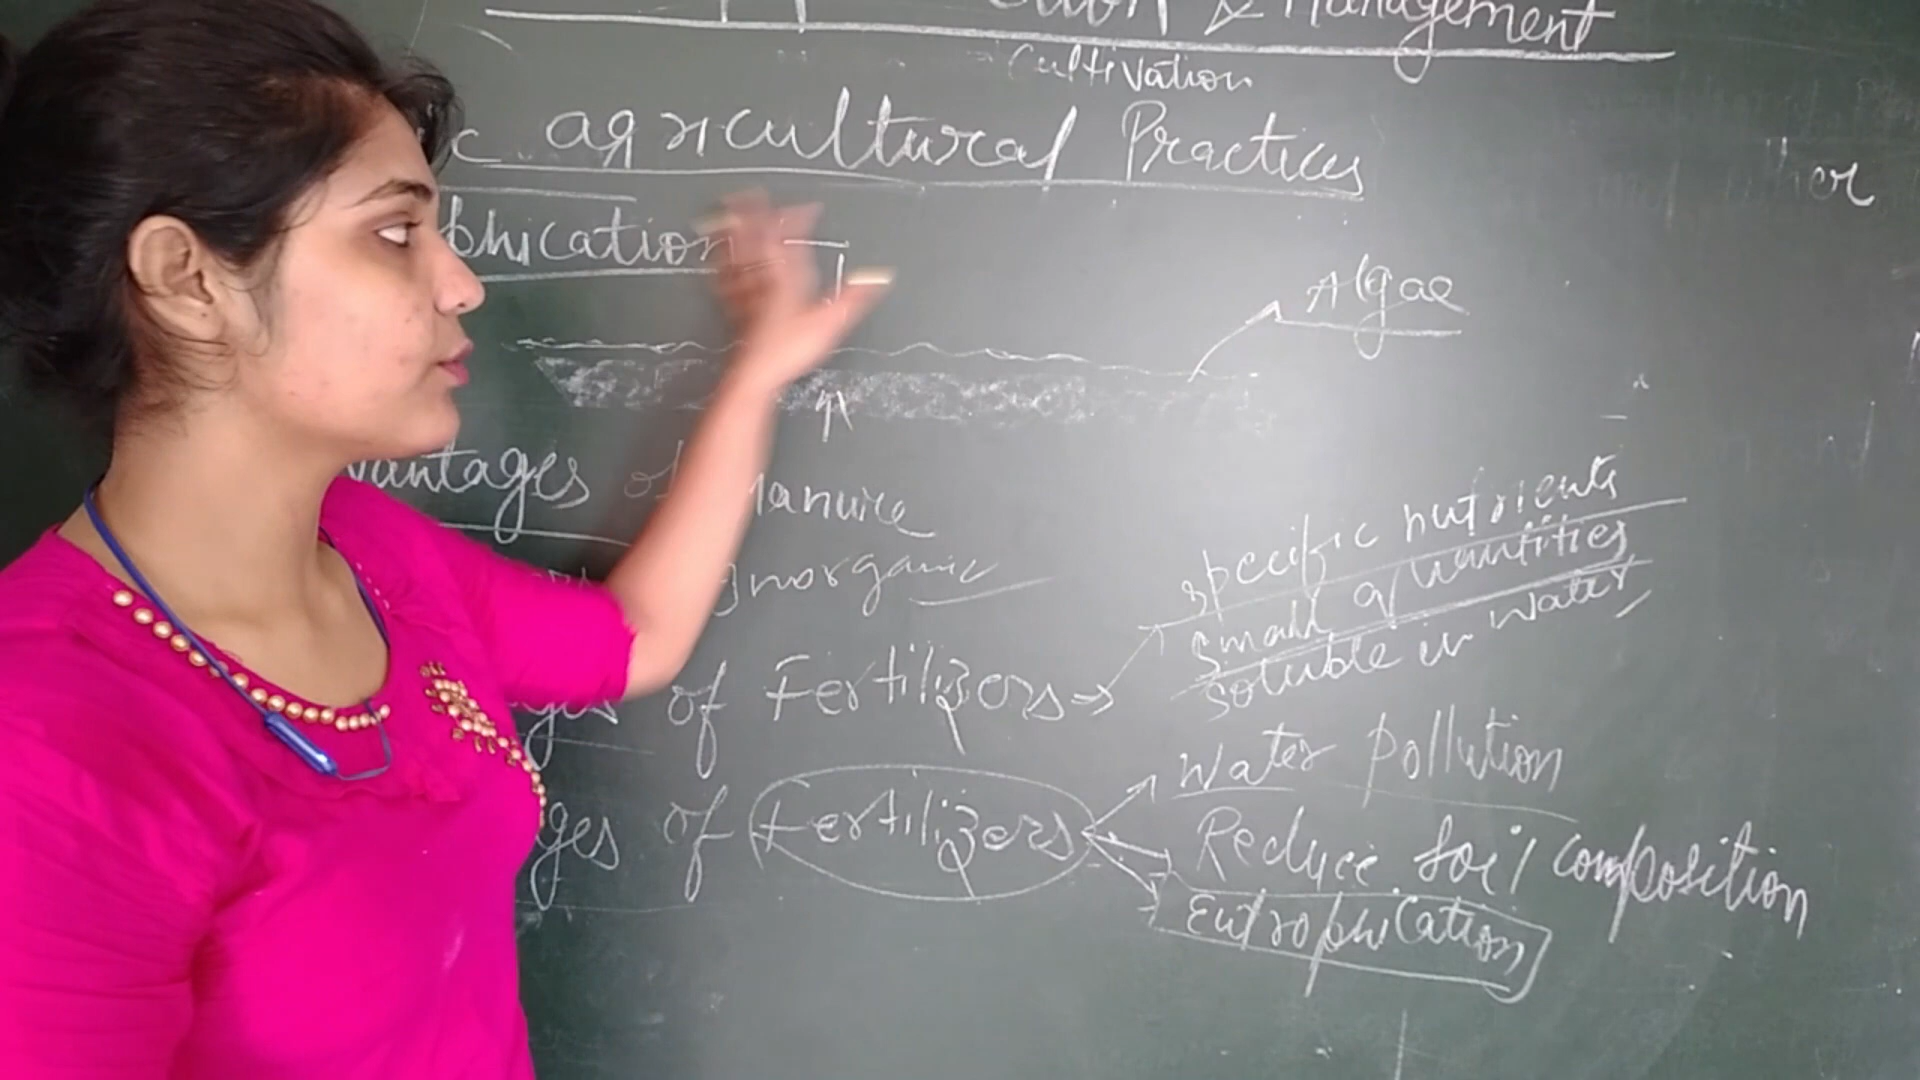 & Management
Cultivation
agricultural Practices
phication
Algae
vantages of Manure
Inorganic
specific nutrients
small quantities
soluble in water
of Fertilizers →
Water pollution
ges of Fertilizers
Reduce soil composition
Eutrophication